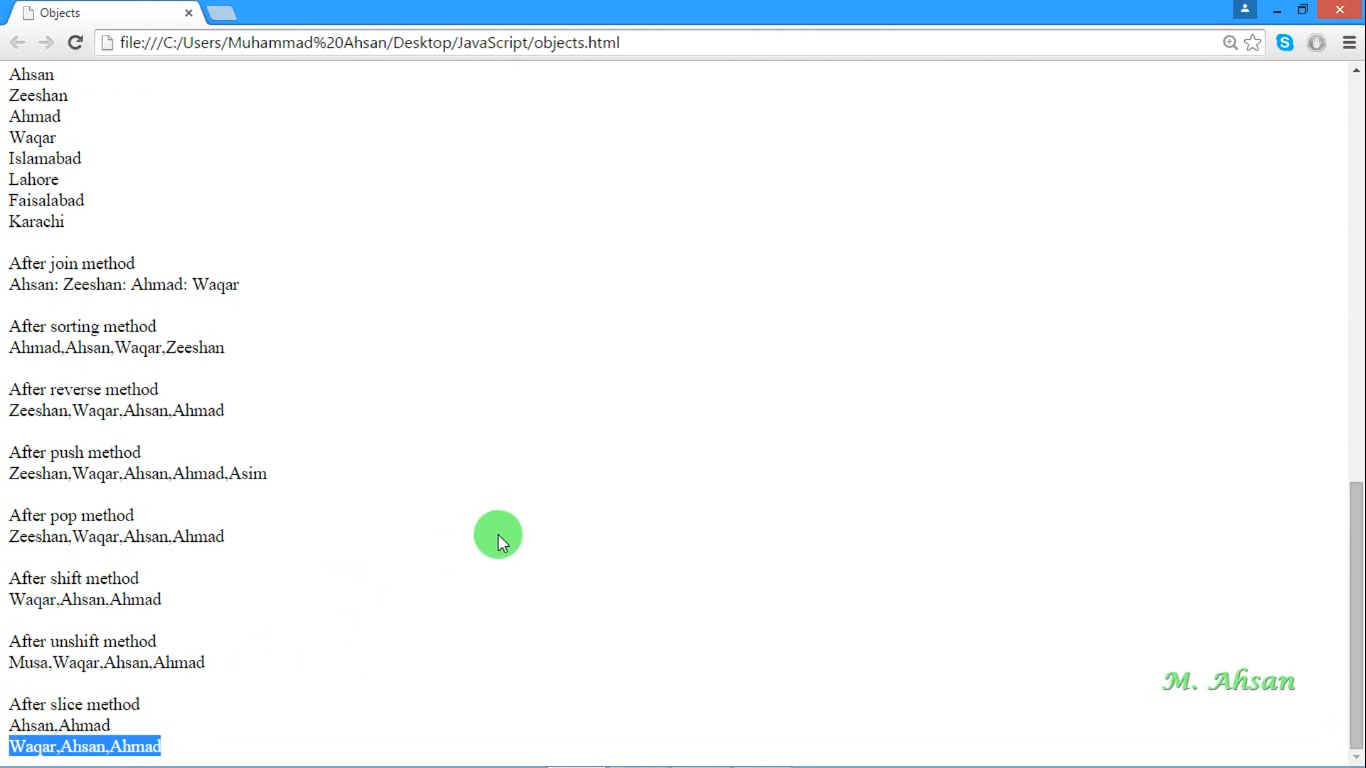 Objects
file:///C:/Users/Muhammad%20Ahsan/Desktop/JavaScript/objects.html
Ahsan
Zeeshan
Ahmad
Waqar
Islamabad
Lahore
Faisalabad
Karachi
After join method
Ahsan: Zeeshan: Ahmad: Waqar
After sorting method
Ahmad,Ahsan,Waqar,Zeeshan
After reverse method
Zeeshan,Waqar,Ahsan,Ahmad
After push method
Zeeshan,Waqar,Ahsan,Ahmad,Asim
After pop method
Zeeshan,Waqar,Ahsan,Ahmad
After shift method
Waqar,Ahsan,Ahmad
After unshift method
Musa,Waqar,Ahsan,Ahmad
M. Ahsan
After slice method
Ahsan,Ahmad
Waqar,Ahsan,Ahmad